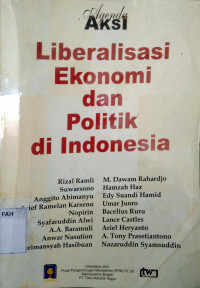 Agenda
AKSI
Liberalisasi
Ekonomi
dan
Politik
di Indonesia
Rizal Ramli
Suwarsono
Anggito Abimanyu
rief Ramelan Karseno
Nopirin
Syafaruddin Alwi
A.A. Baramuli
Anwar Nasution
arimansyah Hasibuan
M. Dawam Rahardjo
Hamzah Haz
Edy Suandi Hamid
Umar Juoro
Bacelius Ruru
Lance Castles
Ariel Heryanto
A. Tony Prasetiantono
Nazaruddin Syamsuddin
FAH